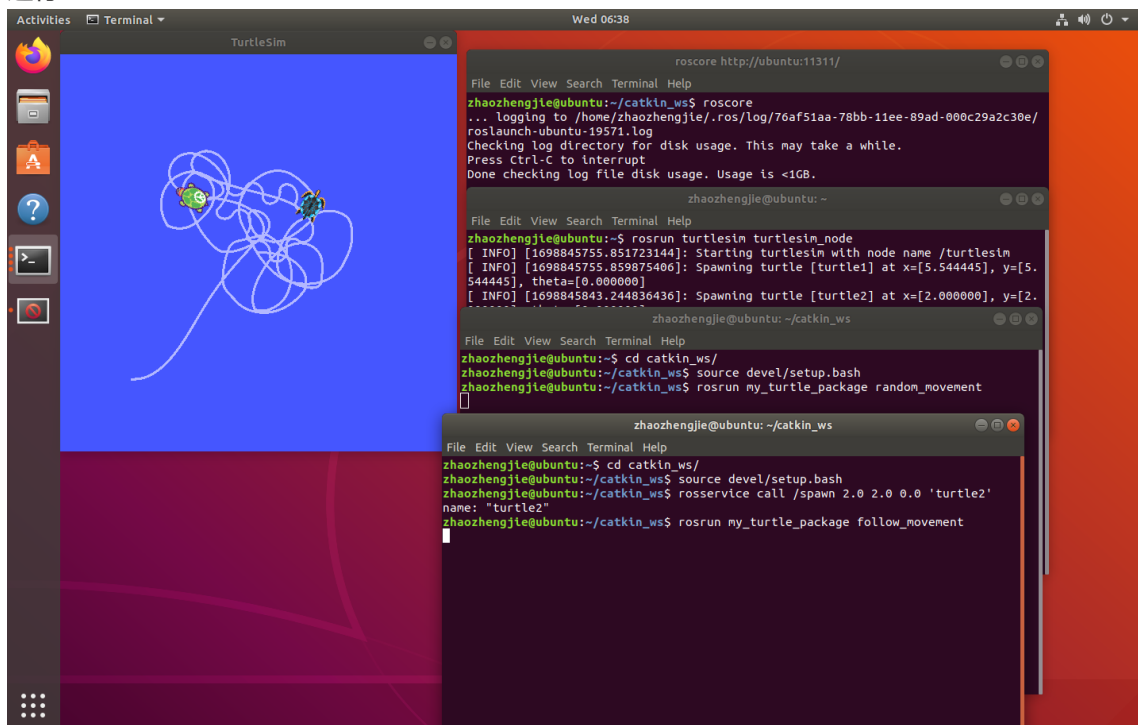 Activities Terminal Wed 06:38
TurtleSim
roscore http://ubuntu:11311/
File Edit View Search Terminal Help
zhaozhengjie@ubuntu:~/catkin_ws$ roscore
... logging to /home/zhaozhengjie/.ros/log/76af51aa-78bb-11ee-89ad-000c29a2c30e/
roslaunch-ubuntu-19571.log
Checking log directory for disk usage. This may take a while.
Press Ctrl-C to interrupt
Done checking log file disk usage. Usage is <1GB.
zhaozhengjie@ubuntu: ~
File Edit View Search Terminal Help
zhaozhengjie@ubuntu:~$ rosrun turtlesim turtlesim_node
[ INFO] [1698845755.851723144]: Starting turtlesim with node name /turtlesim
[ INFO] [1698845755.859875406]: Spawning turtle [turtle1] at x=[5.544445], y=[5.
544445], theta=[0.000000]
[ INFO] [1698845843.244836436]: Spawning turtle [turtle2] at x=[2.000000], y=[2.
zhaozhengjie@ubuntu: ~/catkin_ws
File Edit View Search Terminal Help
zhaozhengjie@ubuntu:~$ cd catkin_ws/
zhaozhengjie@ubuntu:~/catkin_ws$ source devel/setup.bash
zhaozhengjie@ubuntu:~/catkin_ws$ rosrun my_turtle_package random_movement
zhaozhengjie@ubuntu: ~/catkin_ws
File Edit View Search Terminal Help
zhaozhengjie@ubuntu:~$ cd catkin_ws/
zhaozhengjie@ubuntu:~/catkin_ws$ source devel/setup.bash
zhaozhengjie@ubuntu:~/catkin_ws$ rosservice call /spawn 2.0 2.0 0.0 'turtle2'
name: "turtle2"
zhaozhengjie@ubuntu:~/catkin_ws$ rosrun my_turtle_package follow_movement